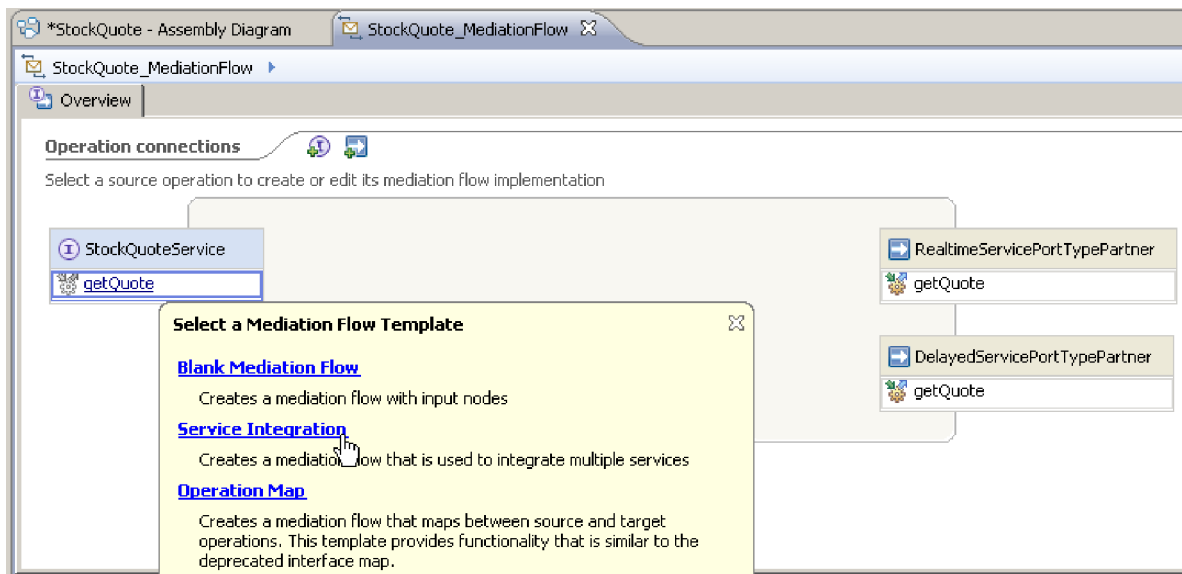 *StockQuote - Assembly Diagram
StockQuote_MediationFlow
StockQuote_MediationFlow
Overview
Operation connections
Select a source operation to create or edit its mediation flow implementation
StockQuoteService
getQuote
RealtimeServicePortTypePartner
getQuote
DelayedServicePortTypePartner
getQuote
Select a Mediation Flow Template
Blank Mediation Flow
Creates a mediation flow with input nodes
Service Integration
Creates a mediation flow that is used to integrate multiple services
Operation Map
Creates a mediation flow that maps between source and target
operations. This template provides functionality that is similar to the
deprecated interface map.